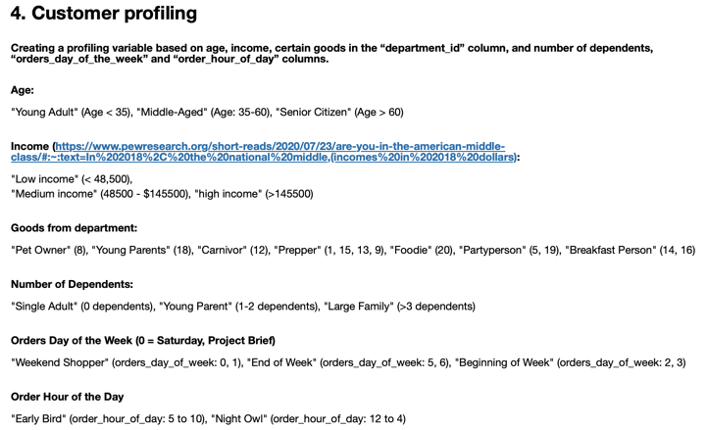 4. Customer profiling
Creating a profiling variable based on age, income, certain goods in the “department_id” column, and number of dependents,
“orders_day_of_the_week” and “order_hour_of_day” columns.
Age:
"Young Adult" (Age < 35), "Middle-Aged" (Age: 35-60), "Senior Citizen" (Age > 60)
Income (https://www.pewresearch.org/short-reads/2020/07/23/are-you-in-the-american-middle-
class/#:~:text=In%202018%2C%20the%20national%20middle,(incomes%20in%202018%20dollars):
"Low income" (< 48,500),
"Medium income" (48500 - $145500), "high income" (>145500)
Goods from department:
"Pet Owner" (8), "Young Parents" (18), "Carnivor" (12), "Prepper" (1, 15, 13, 9), "Foodie" (20), "Partyperson" (5, 19), "Breakfast Person" (14, 16)
Number of Dependents:
"Single Adult" (0 dependents), "Young Parent" (1-2 dependents), "Large Family" (>3 dependents)
Orders Day of the Week (0 = Saturday, Project Brief)
"Weekend Shopper" (orders_day_of_week: 0, 1), "End of Week" (orders_day_of_week: 5, 6), "Beginning of Week" (orders_day_of_week: 2, 3)
Order Hour of the Day
"Early Bird" (order_hour_of_day: 5 to 10), "Night Owl" (order_hour_of_day: 12 to 4)